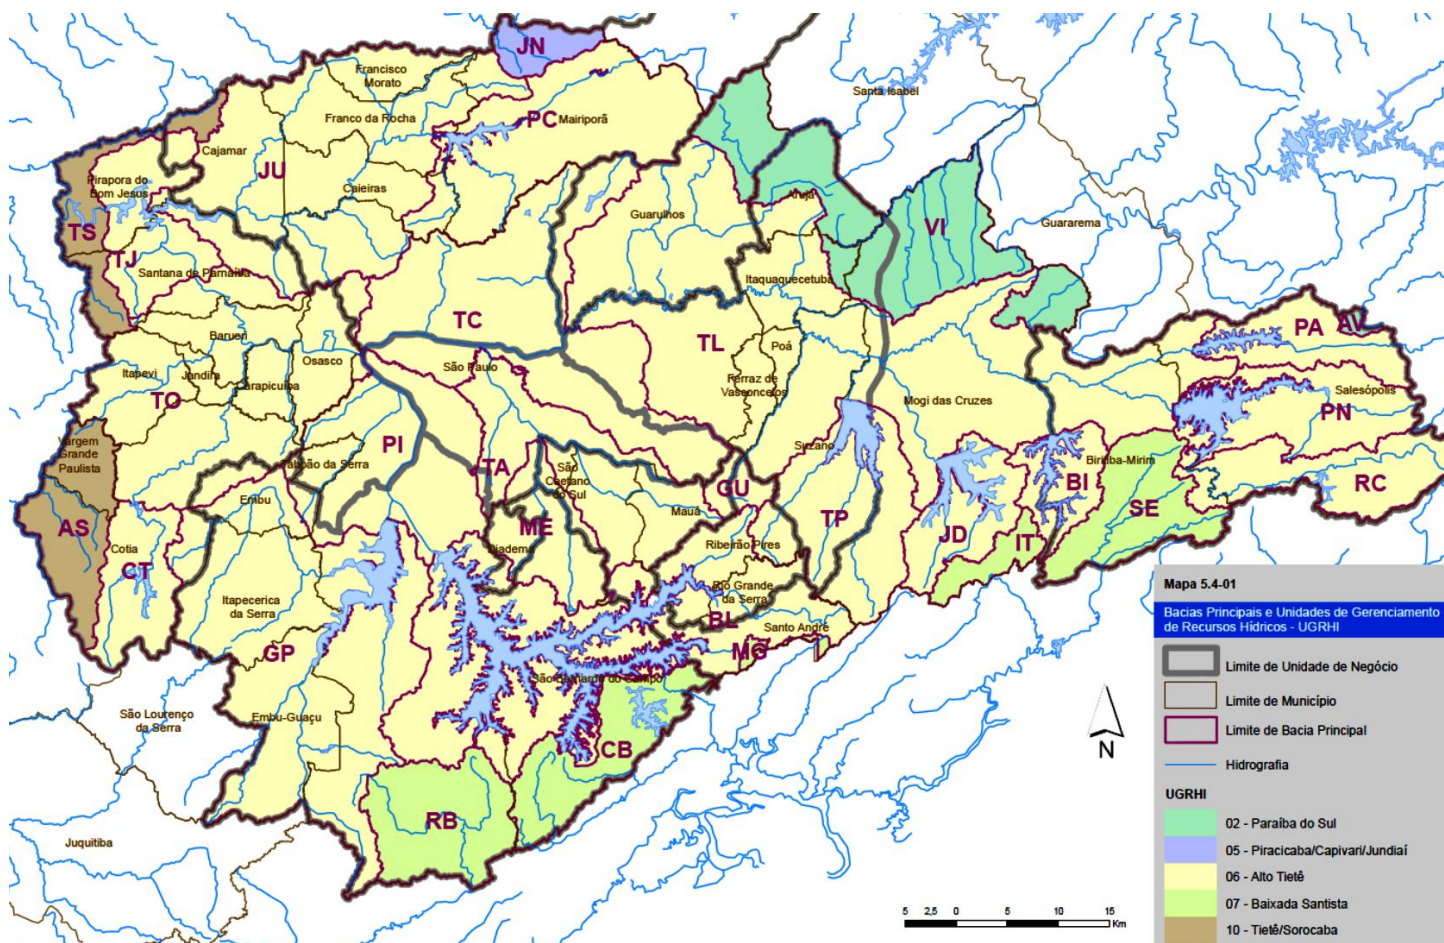 JN
Francisco
Morato
Santa Isabel
Franco da Rocha
PC
Mairiporã
Cajamar
JU
Pirapora do
Bom Jesus
Caieiras
Arujá
Guarulhos
Guararema
VI
TS
TJ
Santana de Parnaíba
Itaquaquecetuba
TC
PA
AV
Barueri
TL
Poá
Osasco
São Paulo
Itapevi
Jandira
Carapicuíba
Ferraz de
Vasconcelos
Salesópolis
TO
Mogi das Cruzes
PN
Vargem
Grande
Paulista
PI
Suzano
Taboão da Serra
TA
São
Caetano
do Sul
Biritiba-Mirim
BI
RC
Embu
GU
SE
Mauá
AS
ME
TP
JD
IT
Cotia
Diadema
Ribeirão Pires
CT
Rio Grande
da Serra
Itapecerica
da Serra
BL
Santo André
GP
MG
São Bernardo do Campo
São Lourenço
da Serra
Embu-Guaçu
CB
RB
Juquitiba
N
5 2,5 0 5 10 15
Km
Mapa 5.4-01
Bacias Principais e Unidades de Gerenciamento
de Recursos Hídricos - UGRHI
Limite de Unidade de Negócio
Limite de Município
Limite de Bacia Principal
Hidrografia
UGRHI
02 - Paraíba do Sul
05 - Piracicaba/Capivari/Jundiaí
06 - Alto Tietê
07 - Baixada Santista
10 - Tietê/Sorocaba